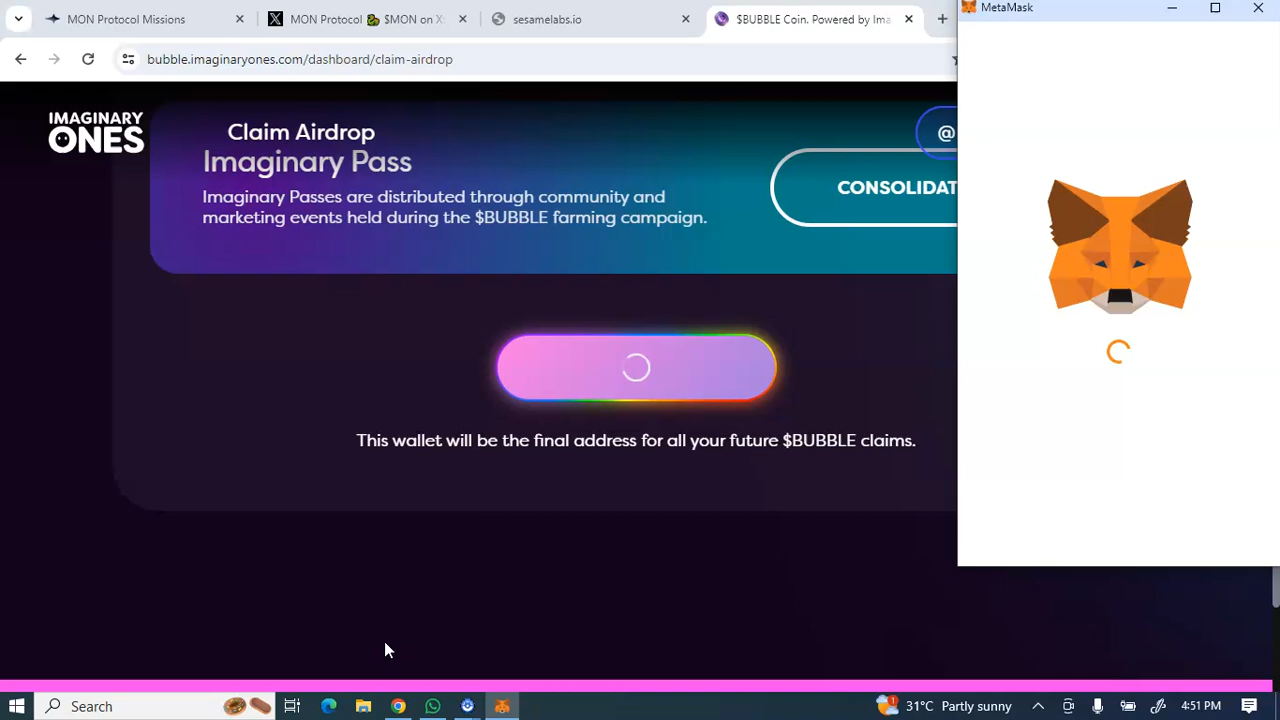 MON Protocol Missions
MON Protocol $MON on X
sesamelabs.io
$BUBBLE Coin. Powered by Ima
MetaMask
bubble.imaginaryones.com/dashboard/claim-airdrop
IMAGINARY
ONES
Claim Airdrop
@
Imaginary Pass
Imaginary Passes are distributed through community and
marketing events held during the $BUBBLE farming campaign.
CONSOLIDAT
This wallet will be the final address for all your future $BUBBLE claims.
Search
1
31°C Partly sunny
4:51 PM